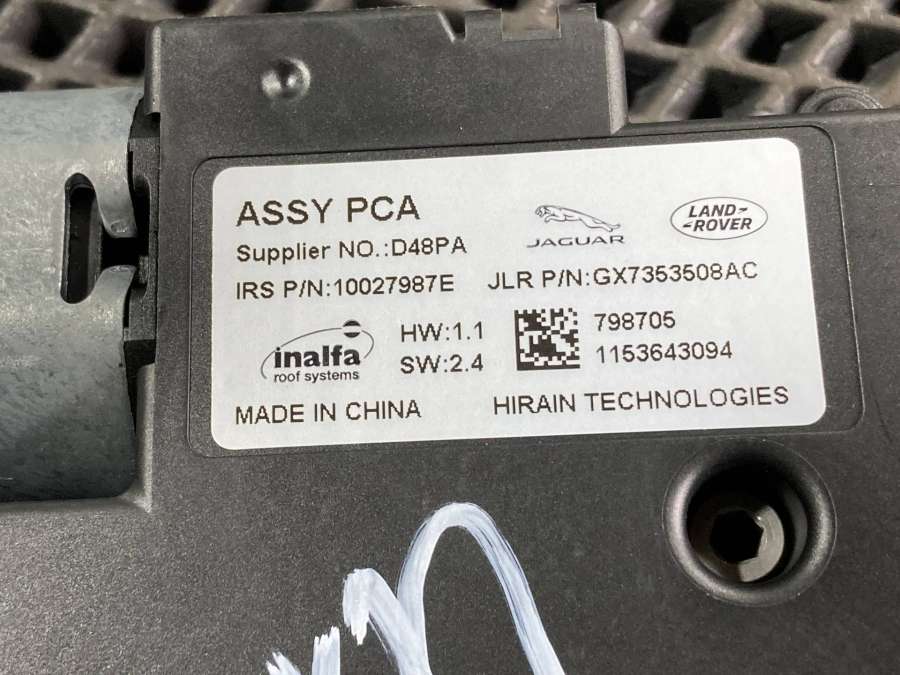 ASSY PCA
Supplier NO.:D48PA
JAGUAR
LAND-
-ROVER
IRS P/N:10027987E
JLR P/N:GX7353508AC
inalfa
roof systems
HW:1.1
SW:2.4
798705
1153643094
MADE IN CHINA
HIRAIN TECHNOLOGIES